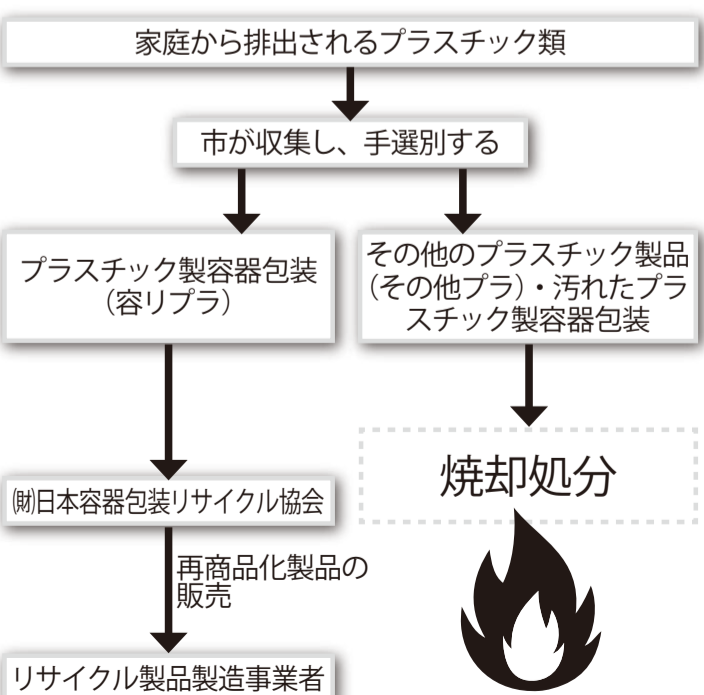 家庭から排出されるプラスチック類
市が収集し、手選別する
プラスチック製容器包装
（容リプラ）
その他のプラスチック製品
（その他プラ）・汚れたプラ
スチック製容器包装
焼却処分
㈶日本容器包装リサイクル協会
再商品化製品の
販売
リサイクル製品製造事業者